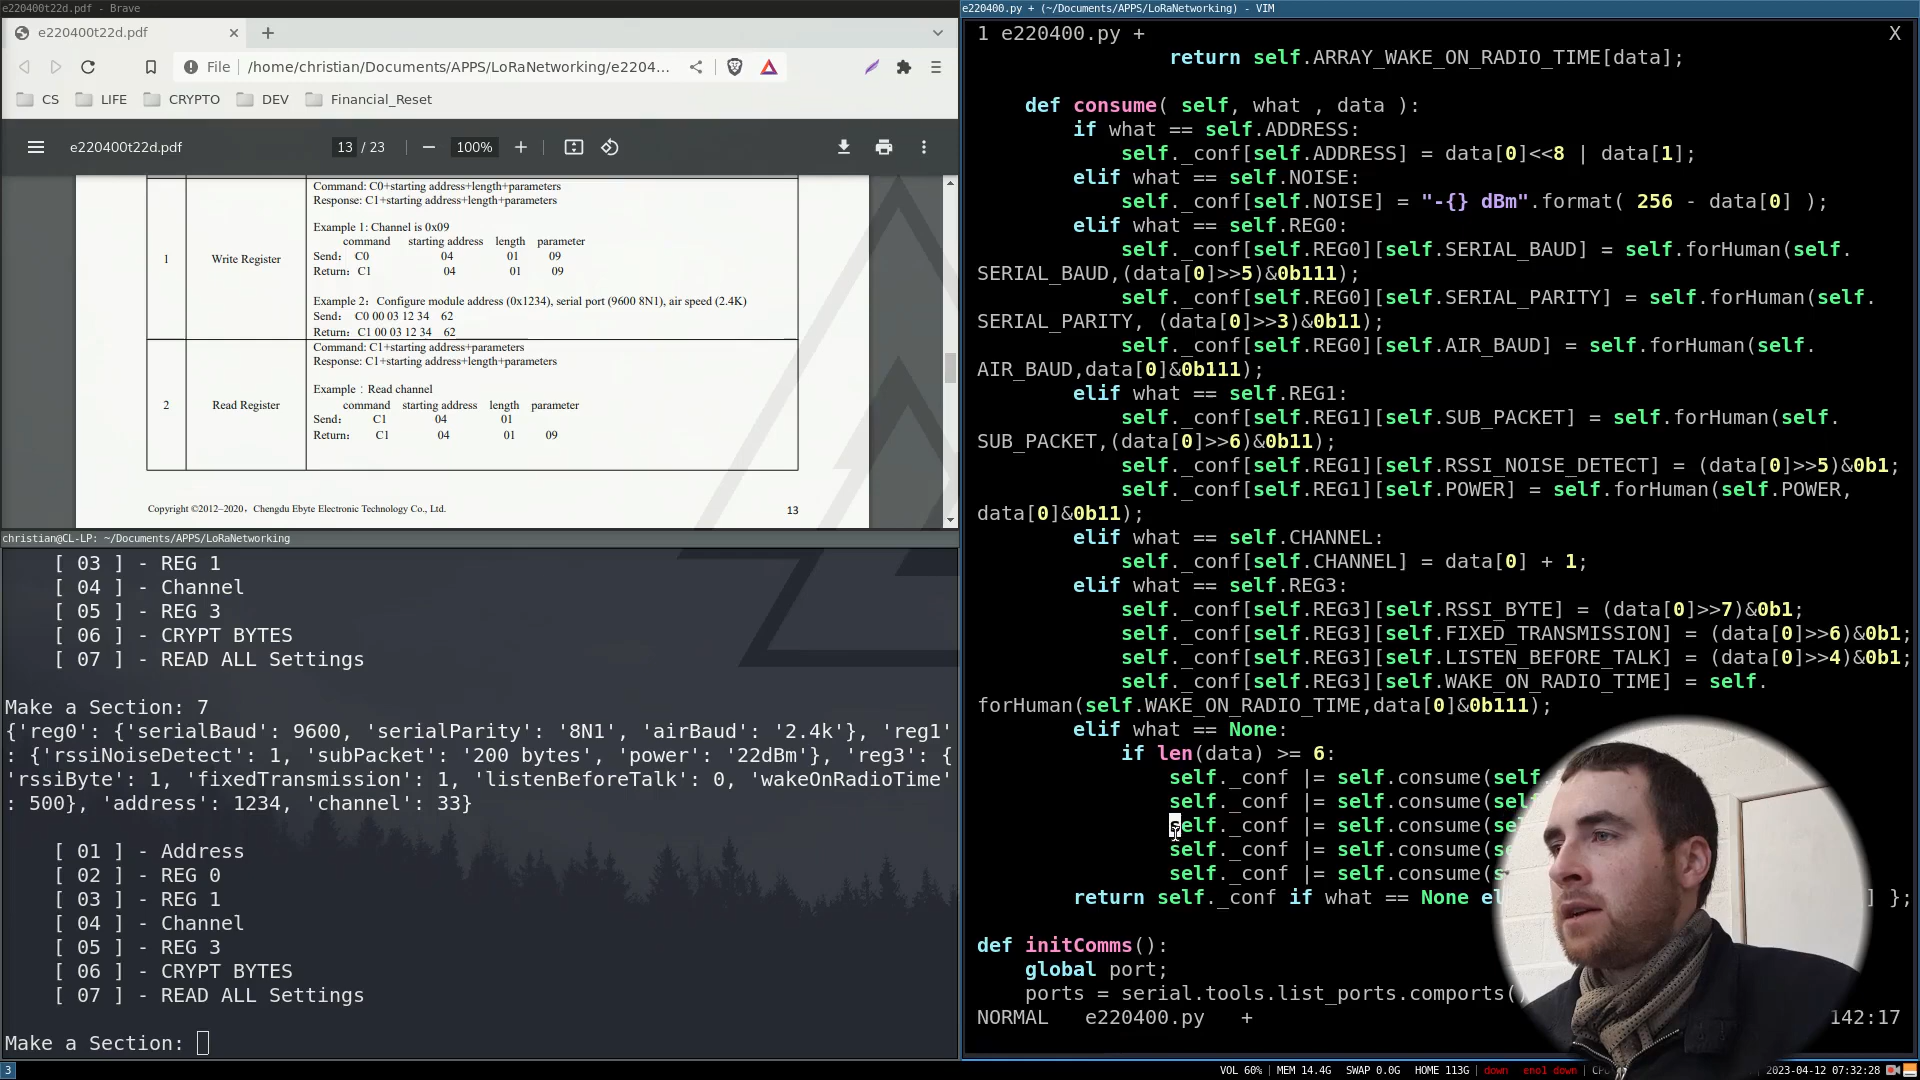 e220400t22d.pdf - Brave
e220400t22d.pdf
File
/home/christian/Documents/APPS/LoRaNetworking/e2204...
CS
LIFE
CRYPTO
DEV
Financial_Reset
e220400t22d.pdf
13 / 23
100%
Command: C0+starting address+length+parameters
Response: C1+starting address+length+parameters
Example 1: Channel is 0x09
command starting address length parameter
Send： C0 04 01 09
Return：C1 04 01 09
1
Write Register
Example 2：Configure module address (0x1234), serial port (9600 8N1), air speed (2.4K)
Send： C0 00 03 12 34 62
Return：C1 00 03 12 34 62
Command: C1+starting address+parameters
Response: C1+starting address+length+parameters
Example：Read channel
command starting address length parameter
2
Read Register
Send： C1 04 01
Return： C1 04 01 09
Copyright ©2012–2020，Chengdu Ebyte Electronic Technology Co., Ltd.
13
christian@CL-LP: ~/Documents/APPS/LoRaNetworking
[ 03 ] - REG 1
[ 04 ] - Channel
[ 05 ] - REG 3
[ 06 ] - CRYPT BYTES
[ 07 ] - READ ALL Settings
Make a Section: 7
{'reg0': {'serialBaud': 9600, 'serialParity': '8N1', 'airBaud': '2.4k'}, 'reg1'
: {'rssiNoiseDetect': 1, 'subPacket': '200 bytes', 'power': '22dBm'}, 'reg3': {
'rssiByte': 1, 'fixedTransmission': 1, 'listenBeforeTalk': 0, 'wakeOnRadioTime'
: 500}, 'address': 1234, 'channel': 33}
[ 01 ] - Address
[ 02 ] - REG 0
[ 03 ] - REG 1
[ 04 ] - Channel
[ 05 ] - REG 3
[ 06 ] - CRYPT BYTES
[ 07 ] - READ ALL Settings
Make a Section:
e220400.py + (~/Documents/APPS/LoRaNetworking) - VIM
1 e220400.py + X
return self.ARRAY_WAKE_ON_RADIO_TIME[data];
def consume( self, what , data ):
if what == self.ADDRESS:
self._conf[self.ADDRESS] = data[0]<<8 | data[1];
elif what == self.NOISE:
self._conf[self.NOISE] = "-{} dBm".format( 256 - data[0] );
elif what == self.REG0:
self._conf[self.REG0][self.SERIAL_BAUD] = self.forHuman(self.
SERIAL_BAUD,(data[0]>>5)&0b111);
self._conf[self.REG0][self.SERIAL_PARITY] = self.forHuman(self.
SERIAL_PARITY, (data[0]>>3)&0b11);
self._conf[self.REG0][self.AIR_BAUD] = self.forHuman(self.
AIR_BAUD,data[0]&0b111);
elif what == self.REG1:
self._conf[self.REG1][self.SUB_PACKET] = self.forHuman(self.
SUB_PACKET,(data[0]>>6)&0b11);
self._conf[self.REG1][self.RSSI_NOISE_DETECT] = (data[0]>>5)&0b1;
self._conf[self.REG1][self.POWER] = self.forHuman(self.POWER,
data[0]&0b11);
elif what == self.CHANNEL:
self._conf[self.CHANNEL] = data[0] + 1;
elif what == self.REG3:
self._conf[self.REG3][self.RSSI_BYTE] = (data[0]>>7)&0b1;
self._conf[self.REG3][self.FIXED_TRANSMISSION] = (data[0]>>6)&0b1;
self._conf[self.REG3][self.LISTEN_BEFORE_TALK] = (data[0]>>4)&0b1;
self._conf[self.REG3][self.WAKE_ON_RADIO_TIME] = self.
forHuman(self.WAKE_ON_RADIO_TIME,data[0]&0b111);
elif what == None:
if len(data) >= 6:
self._conf |= self.consume(self.
self._conf |= self.consume(self
self._conf |= self.consume(se
self._conf |= self.consume(s
self._conf |= self.consume(s
return self._conf if what == None el ] };
def initComms():
global port;
ports = serial.tools.list_ports.comports()
NORMAL e220400.py + 142:17
3
VOL 60% | MEM 14.4G | SWAP 0.0G | HOME 113G | down | eno1 down | 2023-04-12 07:32:28